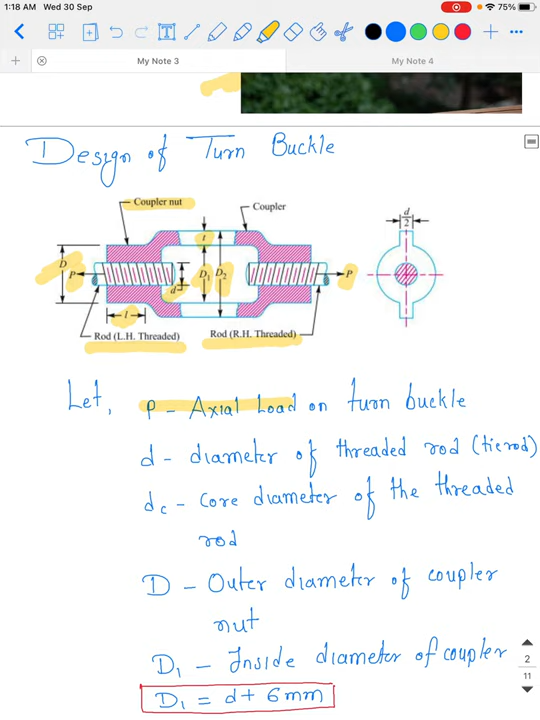 1:18 AM Wed 30 Sep
75%
My Note 3
My Note 4
Design of Turn Buckle
Coupler nut
Coupler
d
2
t
D
P
D₁
D₂
d
P
l
Rod (L.H. Threaded)
Rod (R.H. Threaded)
Let, P - Axial Load on turn buckle
d - diameter of threaded rod (tie rod)
dc - Core diameter of the threaded
rod
D - Outer diameter of coupler
nut
D₁ - Inside diameter of coupler
D₁ = d + 6mm
2
11